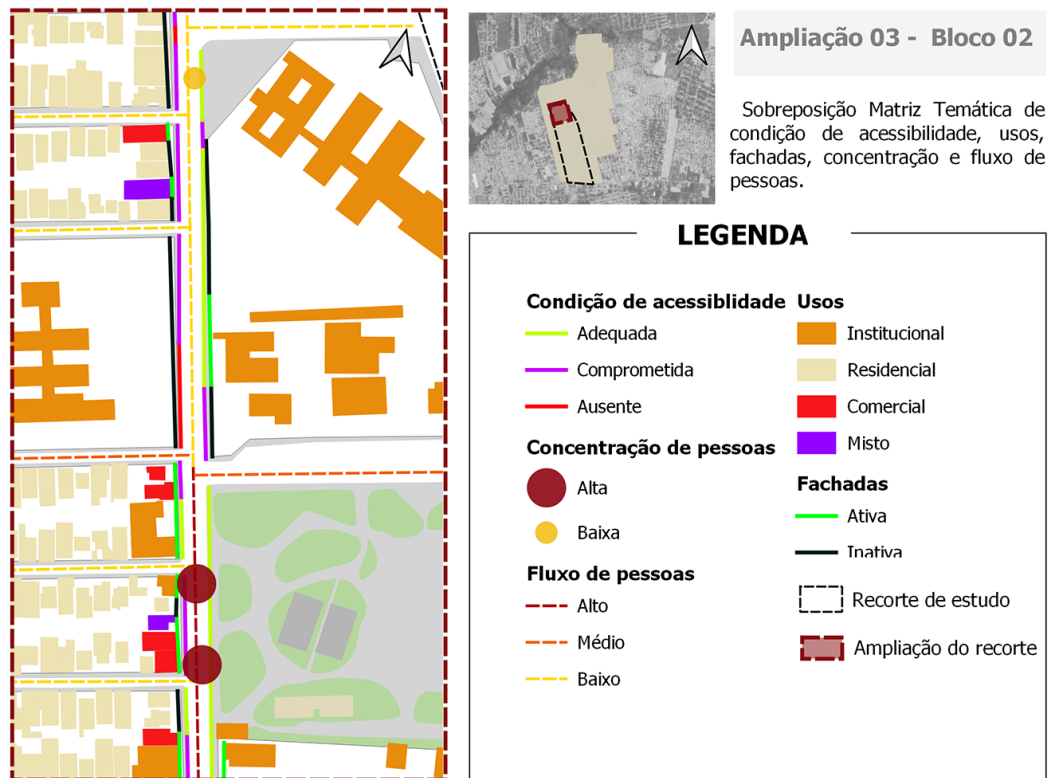 Ampliação 03 - Bloco 02
Sobreposição Matriz Temática de
condição de acessibilidade, usos,
fachadas, concentração e fluxo de
pessoas.
LEGENDA
Condição de acessiblidade
Adequada
Comprometida
Ausente
Concentração de pessoas
Alta
Baixa
Fluxo de pessoas
Alto
Médio
Baixo
Usos
Institucional
Residencial
Comercial
Misto
Fachadas
Ativa
Inativa
Recorte de estudo
Ampliação do recorte